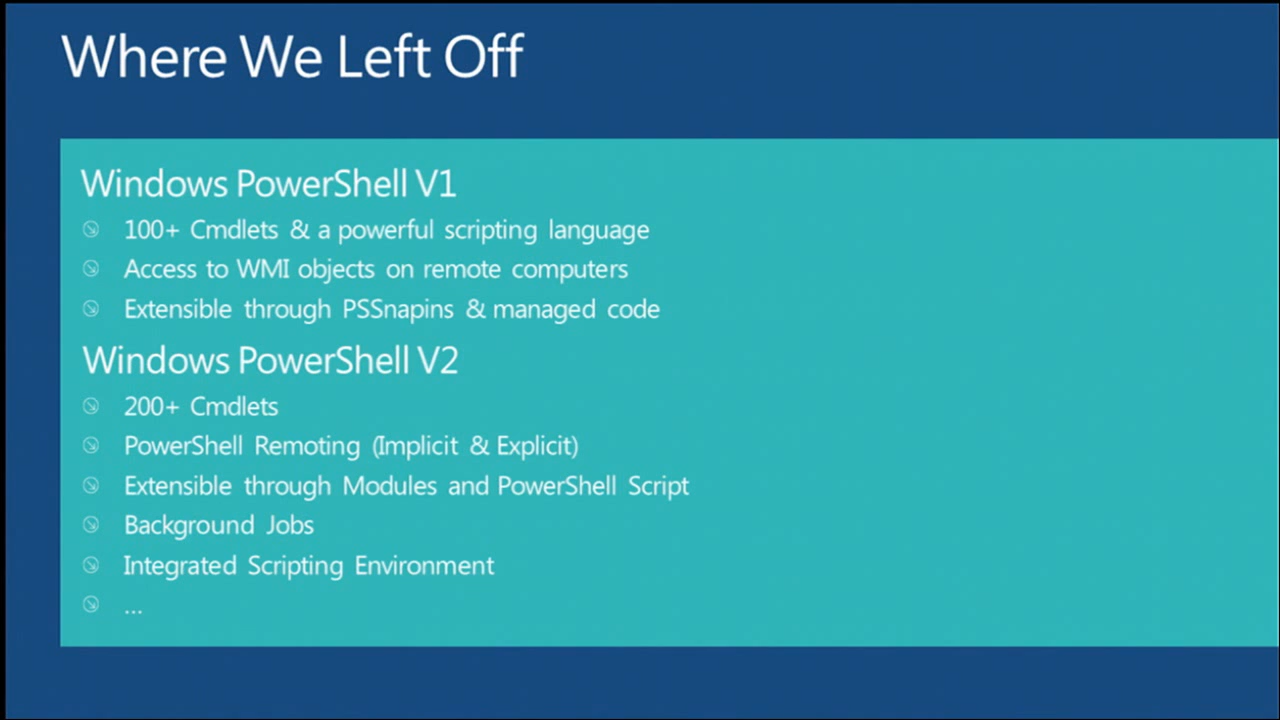 Where We Left Off
Windows PowerShell V1
100+ Cmdlets & a powerful scripting language
Access to WMI objects on remote computers
Extensible through PSSnapins & managed code
Windows PowerShell V2
200+ Cmdlets
PowerShell Remoting (Implicit & Explicit)
Extensible through Modules and PowerShell Script
Background Jobs
Integrated Scripting Environment
...